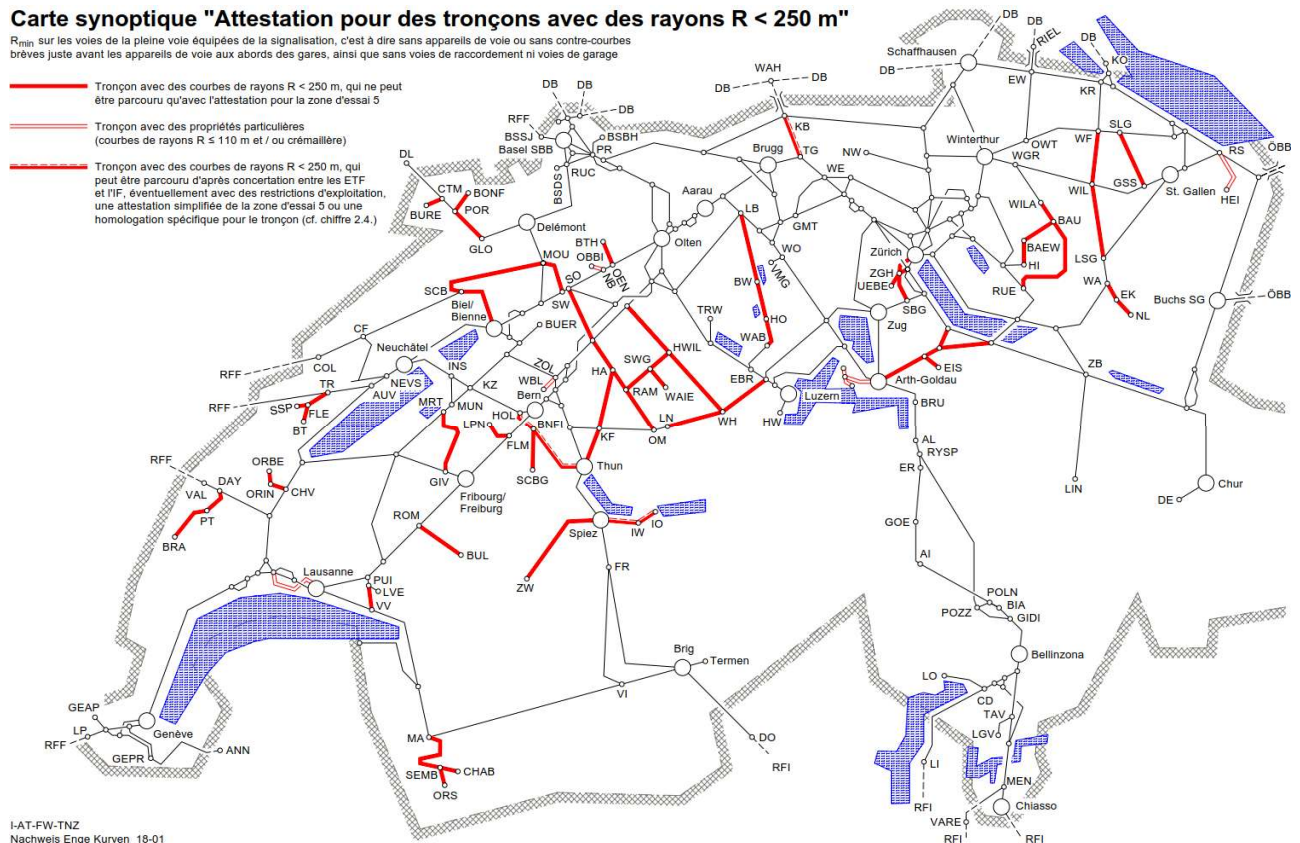 Carte synoptique "Attestation pour des tronçons avec des rayons R < 250 m"
Rmin sur les voies de la pleine voie équipées de la signalisation, c'est à dire sans appareils de voie ou sans contre-courbes
brèves juste avant les appareils de voie aux abords des gares, ainsi que sans voies de raccordement ni voies de garage
Tronçon avec des courbes de rayons R < 250 m, qui ne peut
être parcouru qu'avec l'attestation pour la zone d'essai 5
Tronçon avec des propriétés particulières
(courbes de rayons R ≤ 110 m et / ou crémaillère)
Tronçon avec des courbes de rayons R < 250 m, qui
peut être parcouru d'après concertation entre les ETF
et l'IF, éventuellement avec des restrictions d'exploitation,
une attestation simplifiée de la zone d'essai 5 ou une
homologation spécifique pour le tronçon (cf. chiffre 2.4.)
DB
DB
DB
RFF
BSSJ
Basel SBB
BSBH
PR
RUC
BSDS
WAH
DB
DB
KB
TG
Brugg
NW
WE
Schaffhausen
DB
DB
DB
RIEL
EW
DB
KO
KR
Winterthur
OWT
WGR
WF
SLG
WIL
GSS
St. Gallen
RS
HEI
ÖBB
DL
CTM
BONF
BURE
POR
GLO
Delémont
MOU
SCB
Biel/
Bienne
BTH
OBBI
OEN
NB
SO
SW
Olten
Aarau
LB
GMT
WO
VMG
BW
HO
WAB
TRW
Zürich
ZGH
UEBE
SBG
Zug
WILA
BAU
BAEW
HI
RUE
LSG
WA
EK
NL
Buchs SG
ÖBB
CF
Neuchâtel
COL
RFF
TR
NEVS
AUV
INS
MRT
MUN
KZ
BUER
ZOL
WBL
Bern
HOL
BNFI
LPN
FLM
SCBG
HA
SWG
HWIL
RAM
WAIE
LN
OM
WH
KF
Thun
EBR
Luzern
HW
Arth-Goldau
EIS
BRU
ZB
RFF
SSP
FLE
BT
RFF
ORBE
VAL
DAY
ORIN
CHV
PT
BRA
GIV
Fribourg/
Freiburg
ROM
BUL
Spiez
IW
IO
ZW
FR
AL
RYSP
ER
GOE
AI
LIN
DE
Chur
Lausanne
PUI
LVE
VV
POLN
BIA
POZZ
GIDI
Bellinzona
Brig
Termen
VI
DO
RFI
LO
CD
TAV
LGV
LI
RFI
MEN
Chiasso
VARE
RFI
RFI
GEAP
LP
RFF
Genève
GEPR
ANN
MA
SEMB
CHAB
ORS
I-AT-FW-TNZ
Nachweis Enge Kurven 18-01